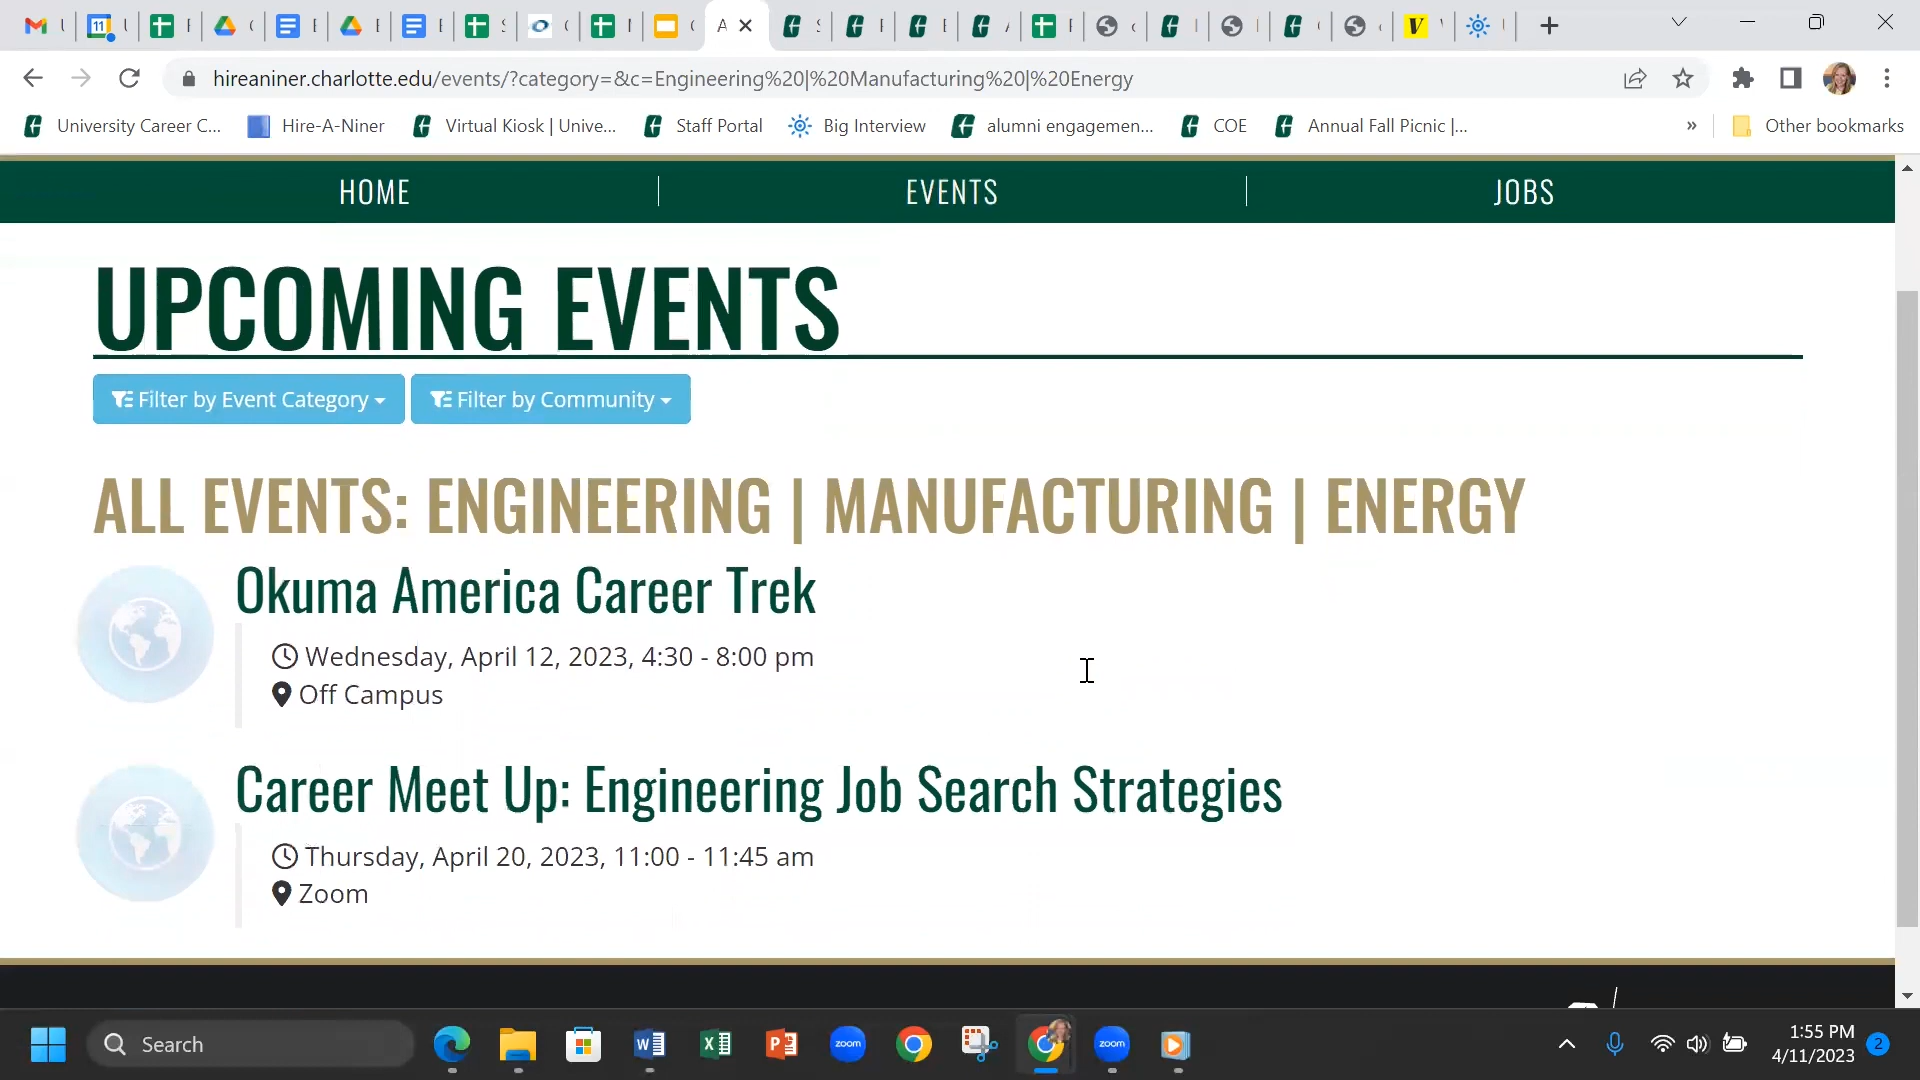 hireaniner.charlotte.edu/events/?category=&c=Engineering%20|%20Manufacturing%20|%20Energy
University Career C... Hire-A-Niner Virtual Kiosk | Unive... Staff Portal Big Interview alumni engagemen... COE Annual Fall Picnic |... » Other bookmarks
HOME EVENTS JOBS
UPCOMING EVENTS
Filter by Event Category Filter by Community
ALL EVENTS: ENGINEERING | MANUFACTURING | ENERGY
Okuma America Career Trek
Wednesday, April 12, 2023, 4:30 - 8:00 pm
Off Campus
Career Meet Up: Engineering Job Search Strategies
Thursday, April 20, 2023, 11:00 - 11:45 am
Zoom
Search zoom zoom 1:55 PM
4/11/2023 2